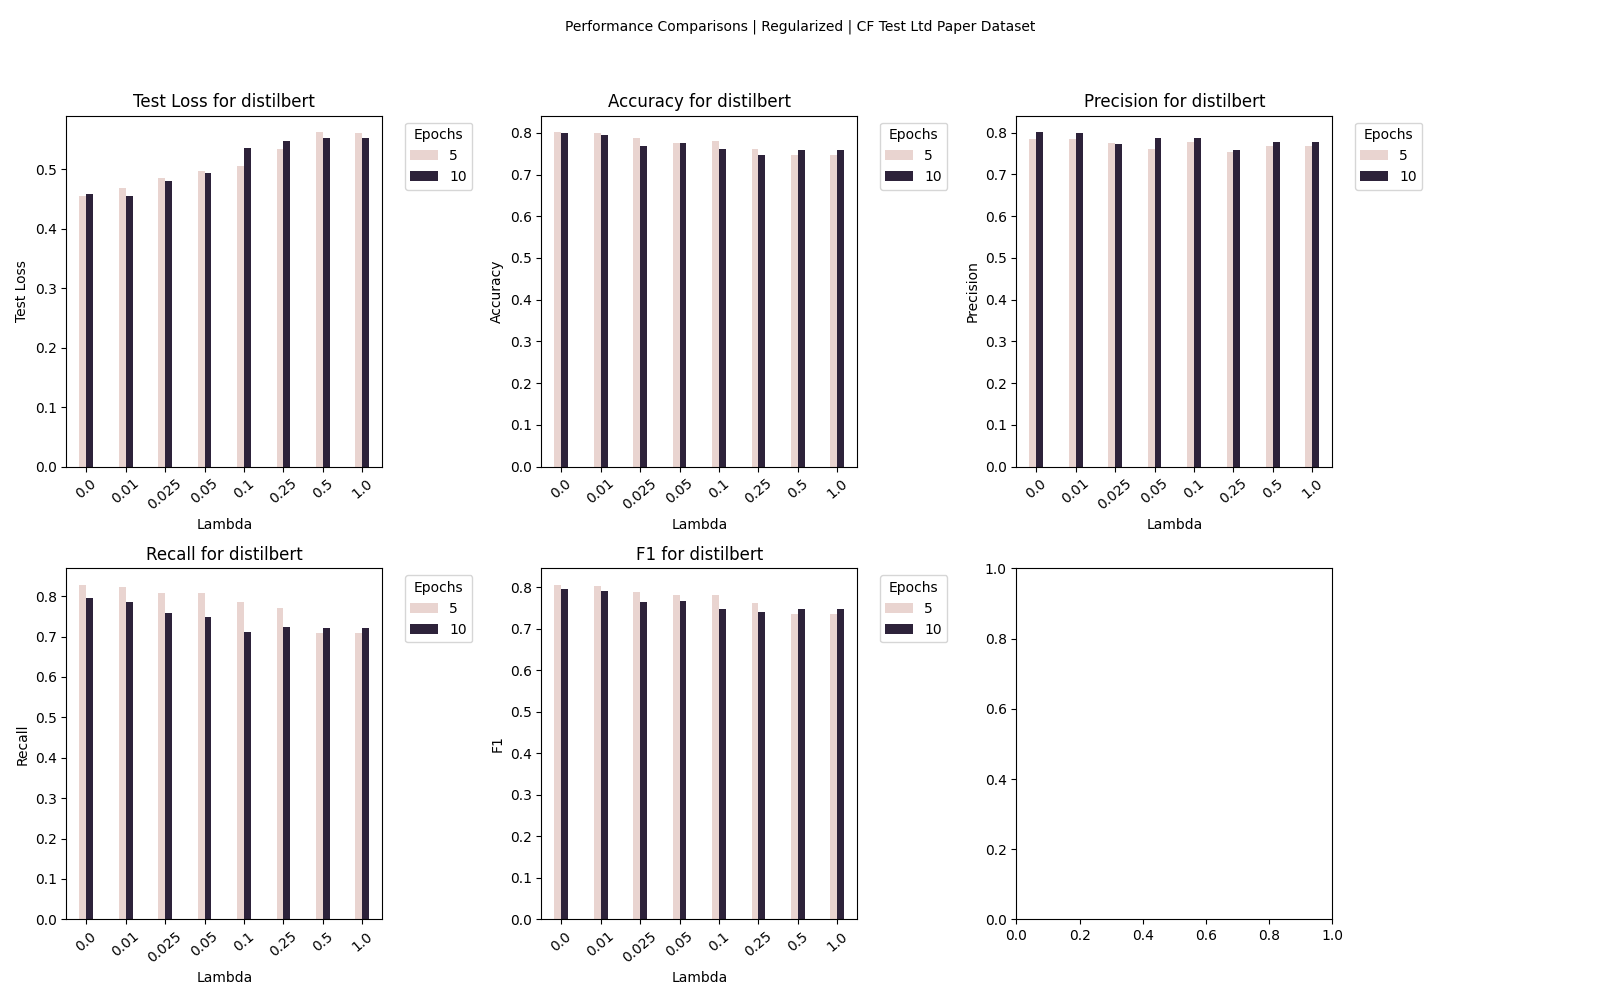 Performance Comparisons | Regularized | CF Test Ltd Paper Dataset
Test Loss for distilbert
Test Loss
0.5
0.4
0.3
0.2
0.1
0.0
0.0 0.01 0.025 0.05 0.1 0.25 0.5 1.0
Lambda
Epochs
5
10
Accuracy for distilbert
Accuracy
0.8
0.7
0.6
0.5
0.4
0.3
0.2
0.1
0.0
0.0 0.01 0.025 0.05 0.1 0.25 0.5 1.0
Lambda
Epochs
5
10
Precision for distilbert
Precision
0.8
0.7
0.6
0.5
0.4
0.3
0.2
0.1
0.0
0.0 0.01 0.025 0.05 0.1 0.25 0.5 1.0
Lambda
Epochs
5
10
Recall for distilbert
Recall
0.8
0.7
0.6
0.5
0.4
0.3
0.2
0.1
0.0
0.0 0.01 0.025 0.05 0.1 0.25 0.5 1.0
Lambda
Epochs
5
10
F1 for distilbert
F1
0.8
0.7
0.6
0.5
0.4
0.3
0.2
0.1
0.0
0.0 0.01 0.025 0.05 0.1 0.25 0.5 1.0
Lambda
Epochs
5
10
1.0
0.8
0.6
0.4
0.2
0.0
0.0 0.2 0.4 0.6 0.8 1.0